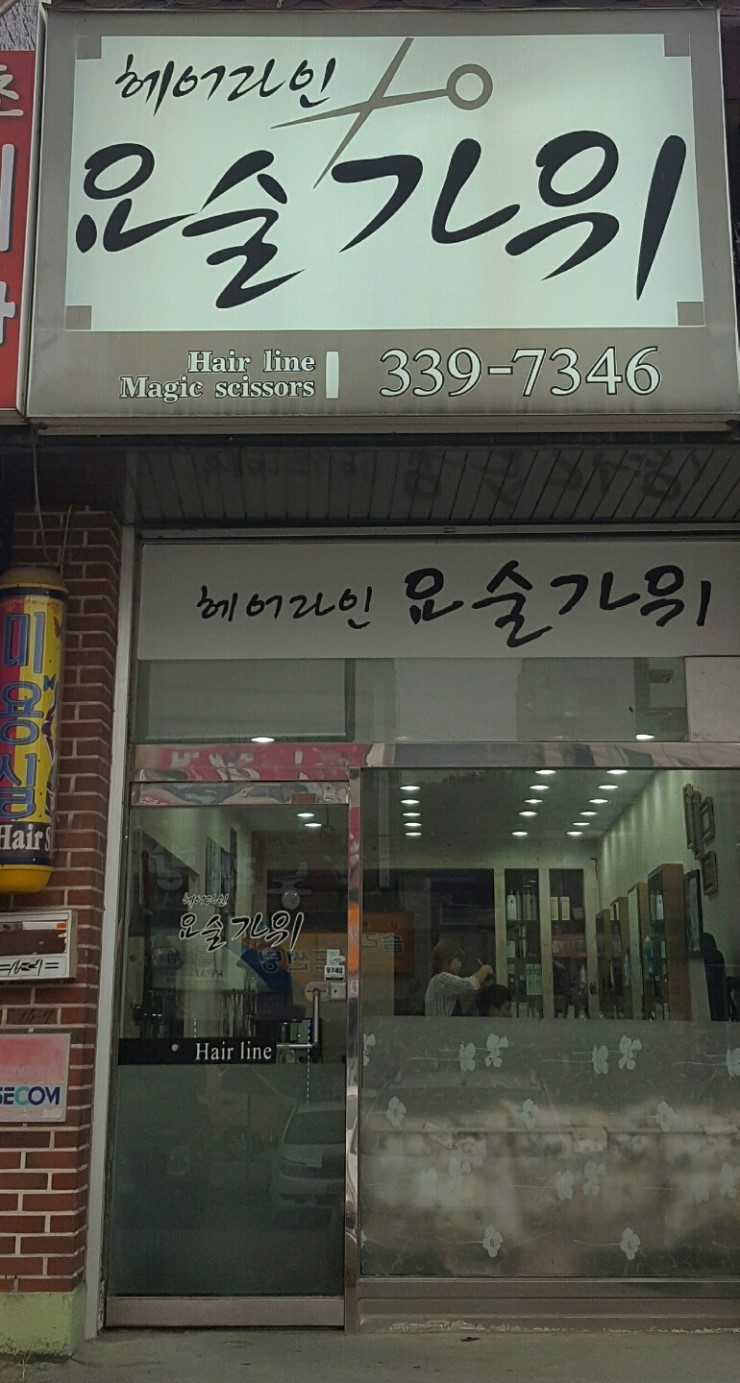 헤어라인
요술가위
Hair line
Magic scissors
339-7346
헤어라인 요술가위
미용실
Hair
헤어라인
요술가위
Hair line
SECOM